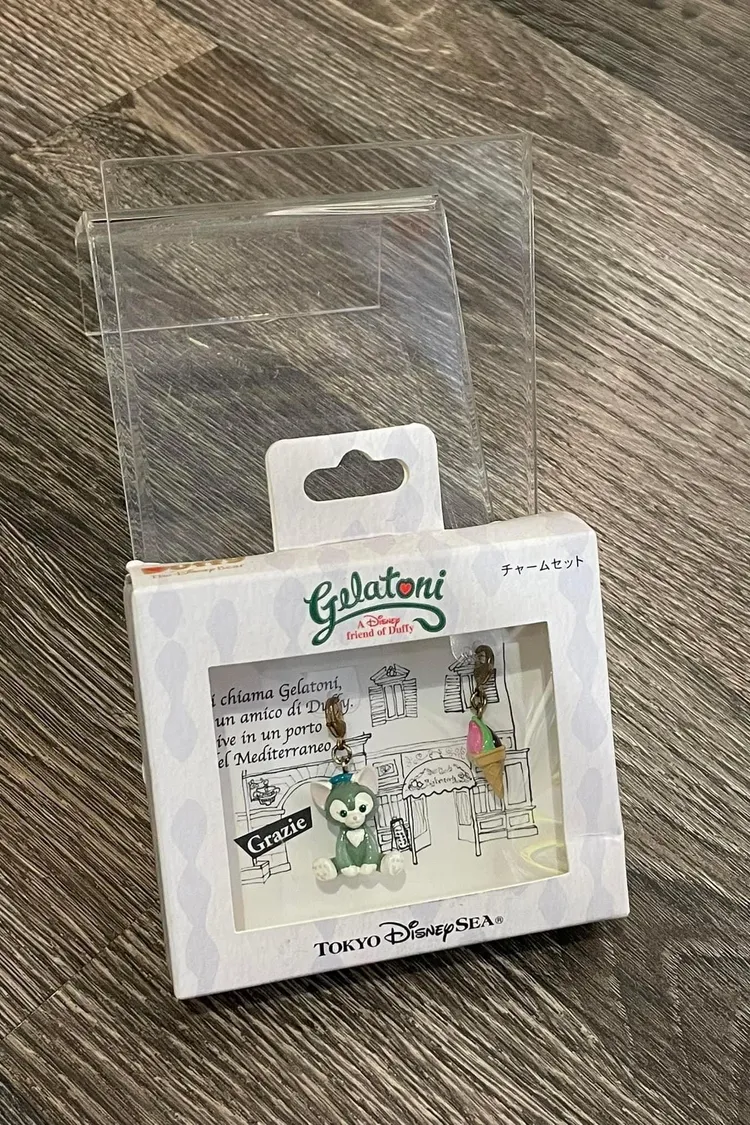 チャームセット
Gelatoni
A Disney
friend of Duffy
i chiama Gelatoni,
un amico di Duffy.
ive in un porto
el Mediterraneo
Grazie
TOKYO DISNEYSEA®